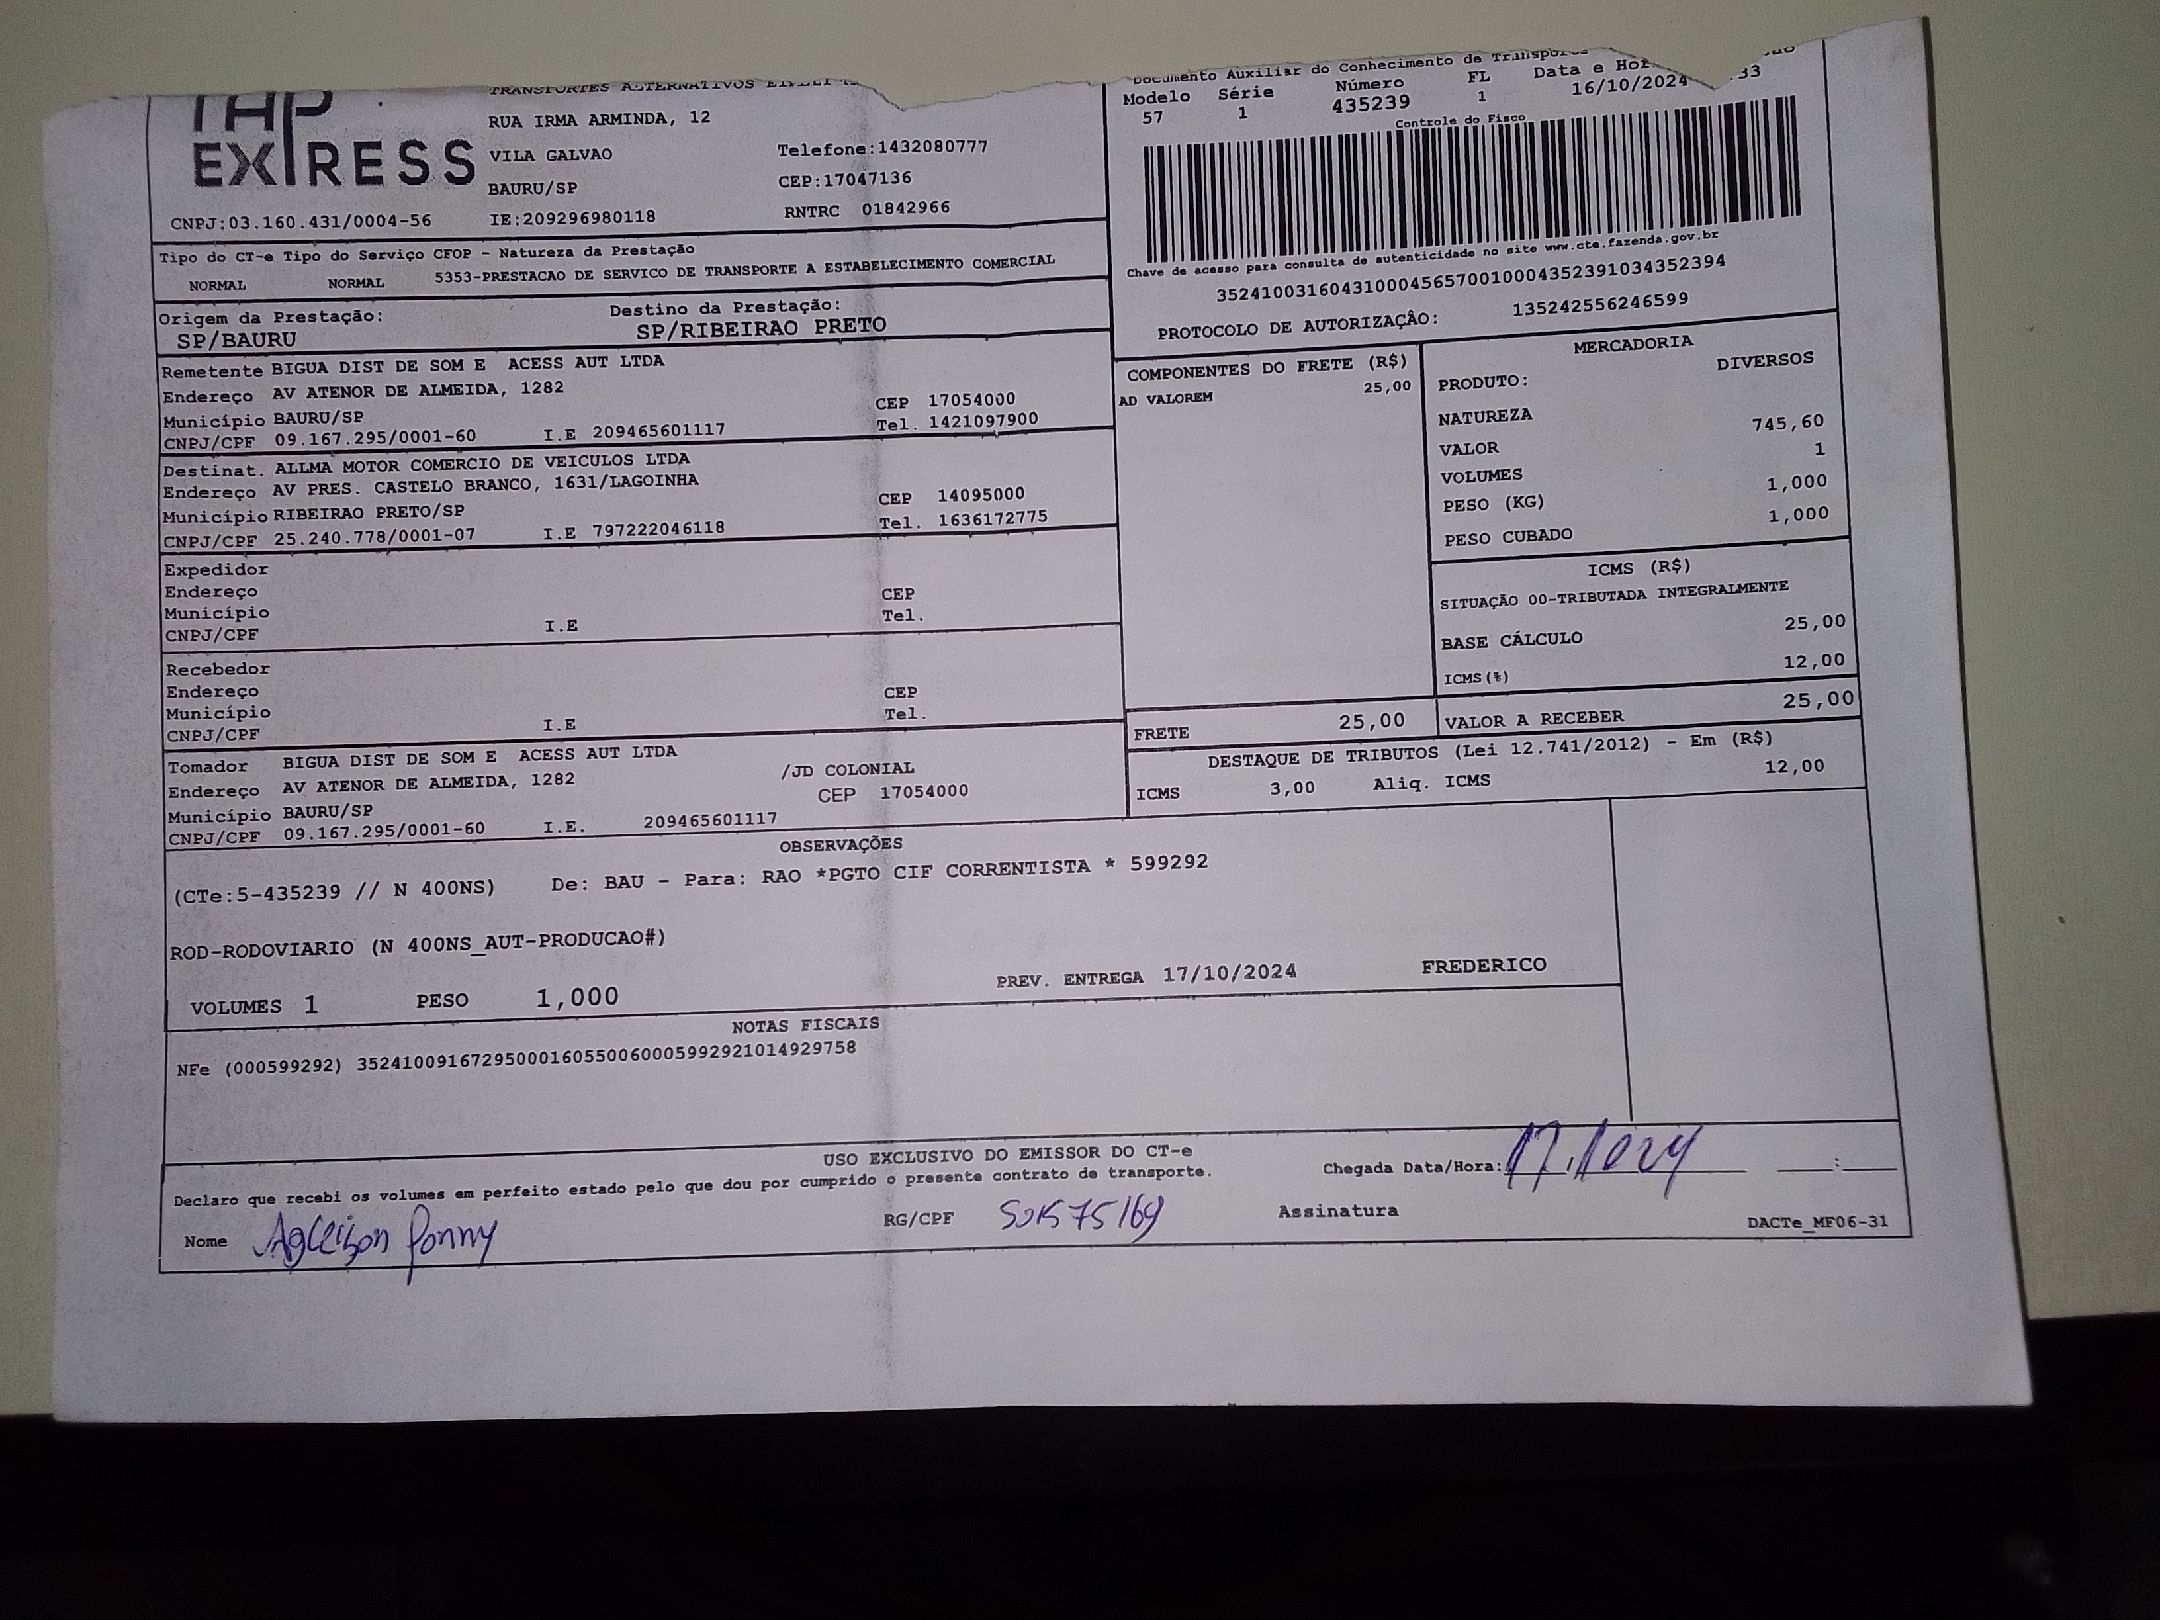 TAP
EXPRESS
TRANSPORTES ALTERNATIVOS
RUA IRMA ARMINDA, 12
VILA GALVAO
Telefone:1432080777
BAURU/SP
CEP:17047136
CNPJ:03.160.431/0004-56
IE:209296980118
RNTRC 01842966
Documento Auxiliar do Conhecimento de Transporte
Modelo Série Número FL Data e
57 1 435239 1 16/10/2024 33
Controle do Fisco
Chave de acesso para consulta de autenticidade no site www.cte.fazenda.gov.br
35241003160431000456570010004352391034352394
PROTOCOLO DE AUTORIZAÇÂO: 135242556246599
Tipo do CT-e Tipo do Serviço CFOP - Natureza da Prestação
NORMAL NORMAL 5353-PRESTACAO DE SERVICO DE TRANSPORTE A ESTABELECIMENTO COMERCIAL
Origem da Prestação: Destino da Prestação:
SP/BAURU SP/RIBEIRAO PRETO
Remetente BIGUA DIST DE SOM E ACESS AUT LTDA
Endereço AV ATENOR DE ALMEIDA, 1282
Município BAURU/SP CEP 17054000
CNPJ/CPF 09.167.295/0001-60 I.E 209465601117 Tel. 1421097900
Destinat. ALLMA MOTOR COMERCIO DE VEICULOS LTDA
Endereço AV PRES. CASTELO BRANCO, 1631/LAGOINHA
Município RIBEIRAO PRETO/SP CEP 14095000
CNPJ/CPF 25.240.778/0001-07 I.E 797222046118 Tel. 1636172775
Expedidor
Endereço CEP
Município Tel.
CNPJ/CPF I.E
Recebedor
Endereço CEP
Município Tel.
CNPJ/CPF I.E
Tomador BIGUA DIST DE SOM E ACESS AUT LTDA
Endereço AV ATENOR DE ALMEIDA, 1282 /JD COLONIAL
Município BAURU/SP CEP 17054000
CNPJ/CPF 09.167.295/0001-60 I.E. 209465601117
COMPONENTES DO FRETE (R$)
AD VALOREM 25,00
MERCADORIA
PRODUTO: DIVERSOS
NATUREZA
VALOR 745,60
VOLUMES 1
PESO (KG) 1,000
PESO CUBADO 1,000
ICMS (R$)
SITUAÇÃO 00-TRIBUTADA INTEGRALMENTE
BASE CÁLCULO 25,00
ICMS(%) 12,00
FRETE 25,00 VALOR A RECEBER 25,00
DESTAQUE DE TRIBUTOS (Lei 12.741/2012) - Em (R$)
ICMS 3,00 Aliq. ICMS 12,00
OBSERVAÇÕES
(CTe:5-435239 // N 400NS) De: BAU - Para: RAO *PGTO CIF CORRENTISTA * 599292
ROD-RODOVIARIO (N 400NS_AUT-PRODUCAO#)
VOLUMES 1 PESO 1,000 PREV. ENTREGA 17/10/2024 FREDERICO
NOTAS FISCAIS
NFe (000599292) 35241009167295000160550060005992921014929758
USO EXCLUSIVO DO EMISSOR DO CT-e
Declaro que recebi os volumes em perfeito estado pelo que dou por cumprido o presente contrato de transporte.
Chegada Data/Hora: 17.1024 :
Nome RG/CPF Assinatura DACTe_MF06-31